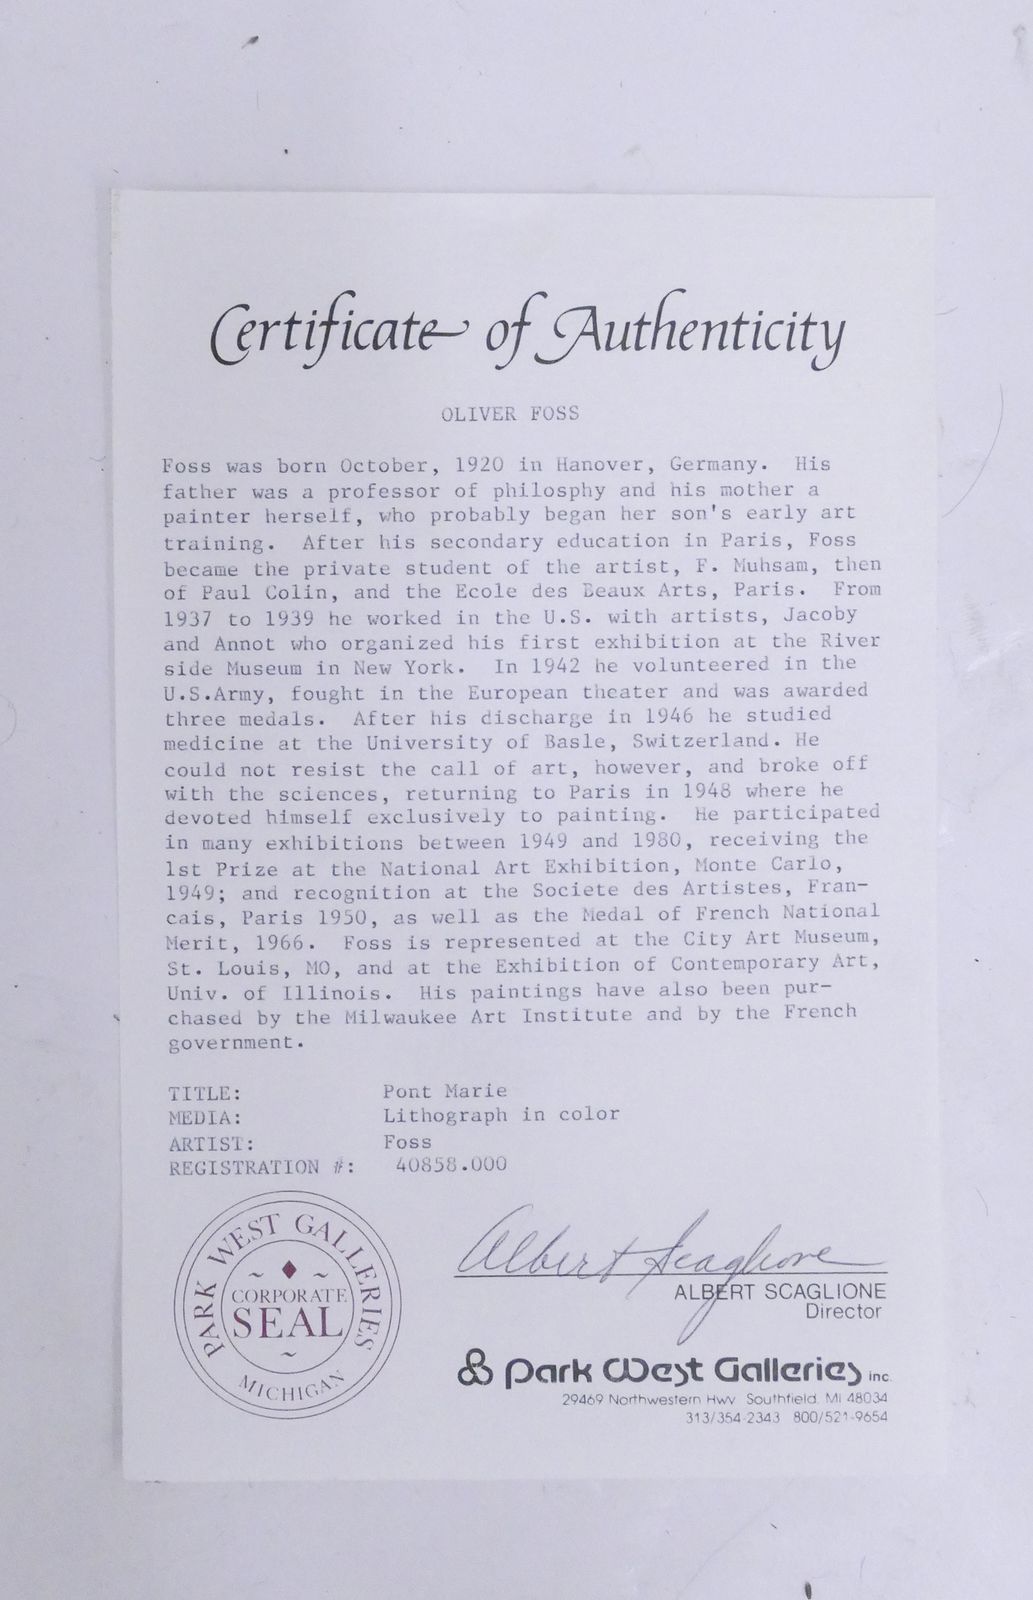 Certificate of Authenticity
OLIVER FOSS
Foss was born October, 1920 in Hanover, Germany.  His
father was a professor of philosphy and his mother a
painter herself, who probably began her son's early art
training.  After his secondary education in Paris, Foss
became the private student of the artist, F. Muhsam, then
of Paul Colin, and the Ecole des Beaux Arts, Paris.  From
1937 to 1939 he worked in the U.S. with artists, Jacoby
and Annot who organized his first exhibition at the River
side Museum in New York.  In 1942 he volunteered in the
U.S.Army, fought in the European theater and was awarded
three medals.  After his discharge in 1946 he studied
medicine at the University of Basle, Switzerland. He
could not resist the call of art, however, and broke off
with the sciences, returning to Paris in 1948 where he
devoted himself exclusively to painting.  He participated
in many exhibitions between 1949 and 1980, receiving the
1st Prize at the National Art Exhibition, Monte Carlo,
1949; and recognition at the Societe des Artistes, Fran-
cais, Paris 1950, as well as the Medal of French National
Merit, 1966.  Foss is represented at the City Art Museum,
St. Louis, MO, and at the Exhibition of Contemporary Art,
Univ. of Illinois.  His paintings have also been pur-
chased by the Milwaukee Art Institute and by the French
government.
TITLE: Pont Marie
MEDIA: Lithograph in color
ARTIST: Foss
REGISTRATION #: 40858.000
PARK WEST GALLERIES
~ ♦ ~
CORPORATE
SEAL
~
MICHIGAN
Albert Scaglione
ALBERT SCAGLIONE
Director
Park West Galleries inc.
29469 Northwestern Hwy Southfield, MI 48034
313/354-2343 800/521-9654